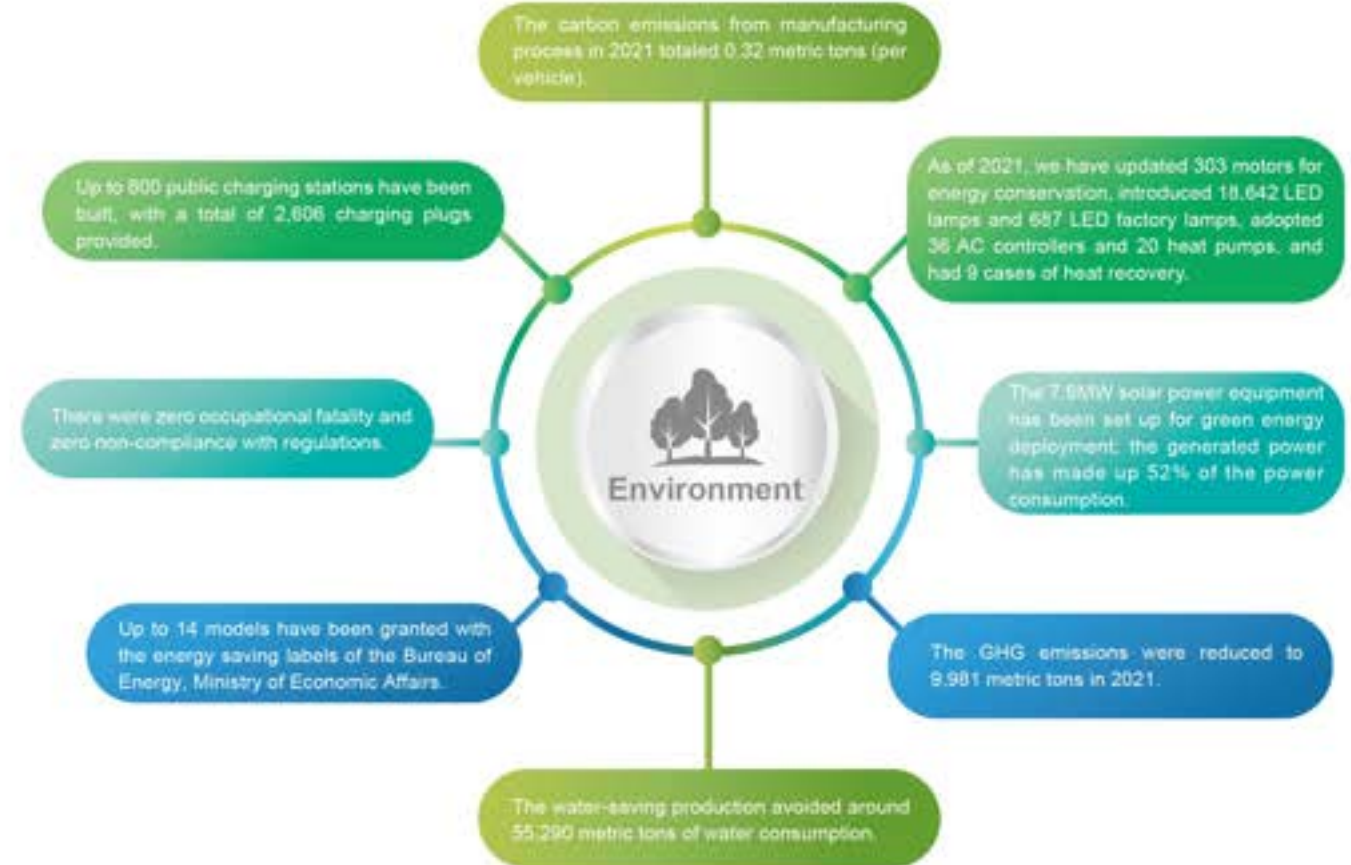 The carbon emissions from manufacturing
process in 2021 totaled 0.32 metric tons (per
vehicle).
As of 2021, we have updated 303 motors for
energy conservation, introduced 18,642 LED
lamps and 687 LED factory lamps, adopted
36 AC controllers and 20 heat pumps, and
had 9 cases of heat recovery.
Up to 800 public charging stations have been
built, with a total of 2,606 charging plugs
provided.
There were zero occupational fatality and
zero non-compliance with regulations.
The solar power equipment
has been set up for green energy
deployment; the generated power
has made up 52% of the power
consumption.
Environment
Up to 14 models have been granted with
the energy saving labels of the Bureau of
Energy, Ministry of Economic Affairs.
The GHG emissions were reduced to
9,981 metric tons in 2021.
The water-saving production avoided around
55,290 metric tons of water consumption.